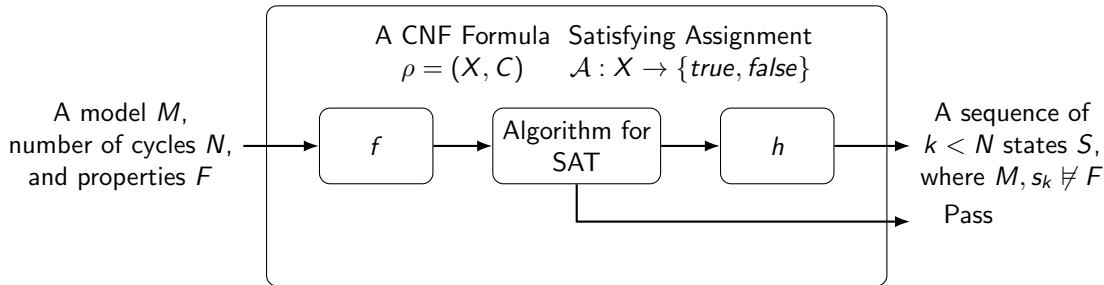 A CNF Formula Satisfying Assignment
ρ = (X, C) 𝒜 : X → {true, false}
A model M,
number of cycles N,
and properties F
f
Algorithm for
SAT
h
A sequence of
k < N states S,
where M, sₖ ⊭ F
Pass